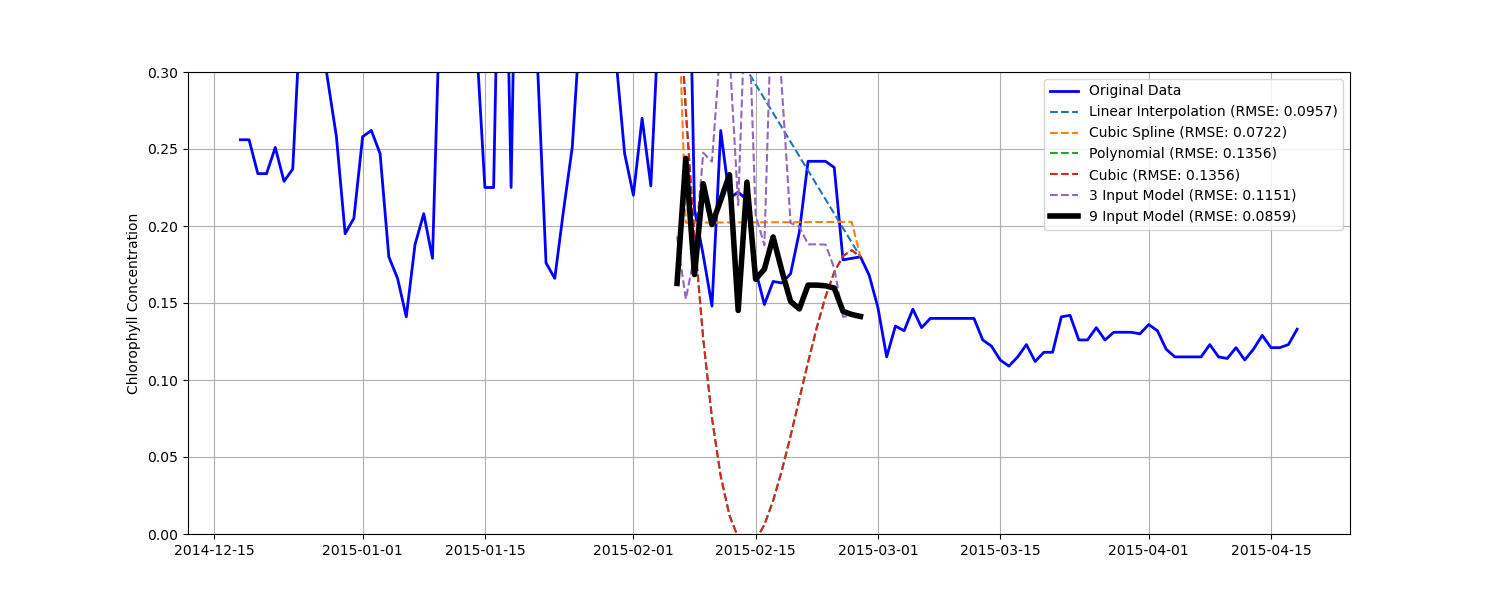 0.30
0.25
0.20
0.15
0.10
0.05
0.00
Chlorophyll Concentration
2014-12-15 2015-01-01 2015-01-15 2015-02-01 2015-02-15 2015-03-01 2015-03-15 2015-04-01 2015-04-15
Original Data
Linear Interpolation (RMSE: 0.0957)
Cubic Spline (RMSE: 0.0722)
Polynomial (RMSE: 0.1356)
Cubic (RMSE: 0.1356)
3 Input Model (RMSE: 0.1151)
9 Input Model (RMSE: 0.0859)